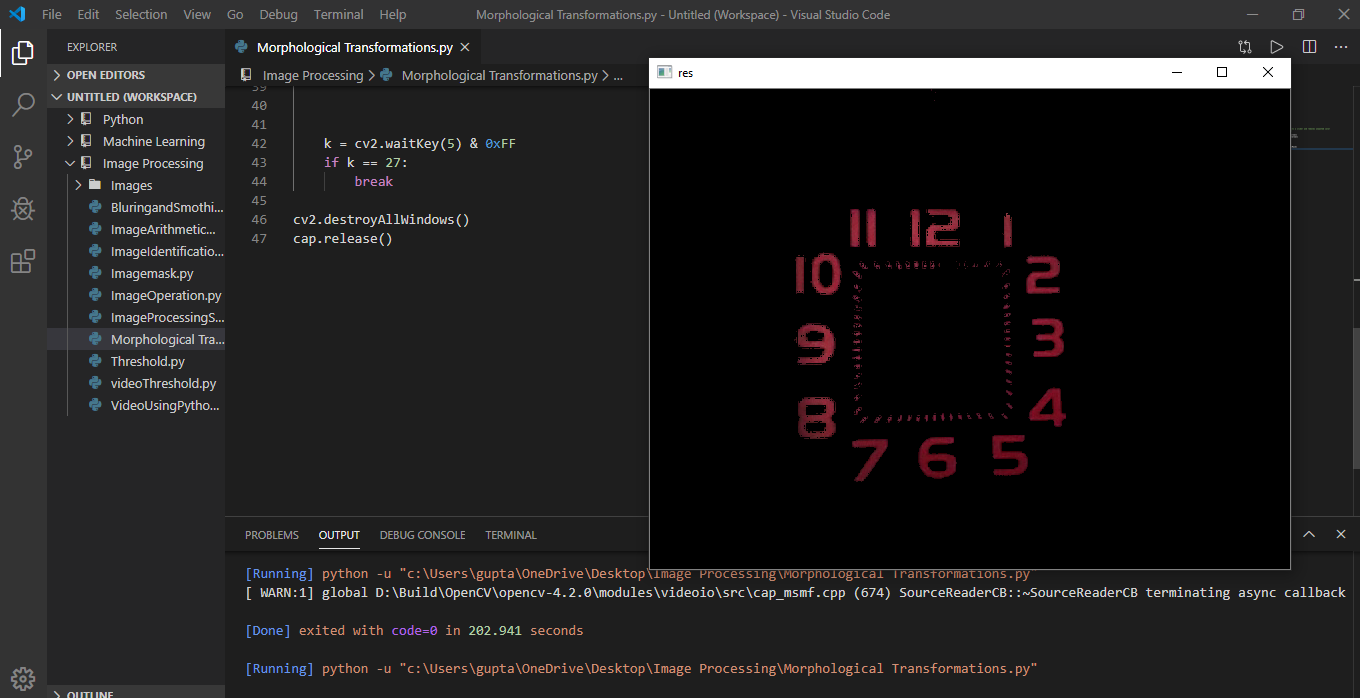 File Edit Selection View Go Debug Terminal Help Morphological Transformations.py - Untitled (Workspace) - Visual Studio Code
EXPLORER
OPEN EDITORS
UNTITLED (WORKSPACE)
Python
Machine Learning
Image Processing
Images
BluringandSmothi...
ImageArithmetic...
ImageIdentificatio...
Imagemask.py
ImageOperation.py
ImageProcessingS...
Morphological Tra...
Threshold.py
videoThreshold.py
VideoUsingPytho...
OUTLINE
Morphological Transformations.py
Image Processing > Morphological Transformations.py > ...
39
40
41
42 k = cv2.waitKey(5) & 0xFF
43 if k == 27:
44 break
45
46 cv2.destroyAllWindows()
47 cap.release()
res
11 12 1
10 2
9 3
8 4
7 6 5
PROBLEMS OUTPUT DEBUG CONSOLE TERMINAL
[Running] python -u "c:\Users\gupta\OneDrive\Desktop\Image Processing\Morphological Transformations.py"
[ WARN:1] global D:\Build\OpenCV\opencv-4.2.0\modules\videoio\src\cap_msmf.cpp (674) SourceReaderCB::~SourceReaderCB terminating async callback
[Done] exited with code=0 in 202.941 seconds
[Running] python -u "c:\Users\gupta\OneDrive\Desktop\Image Processing\Morphological Transformations.py"